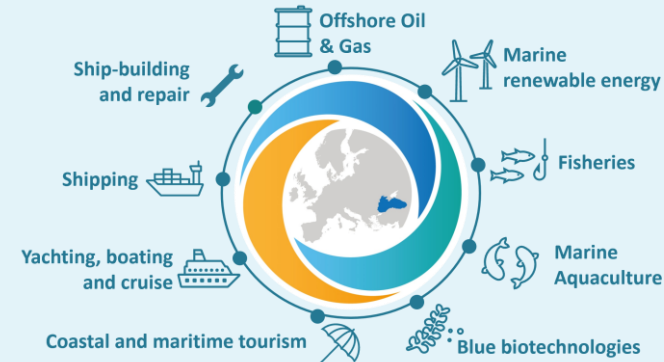 Offshore Oil
& Gas
Marine
renewable energy
Fisheries
Marine
Aquaculture
Blue biotechnologies
Coastal and maritime tourism
Yachting, boating
and cruise
Shipping
Ship-building
and repair